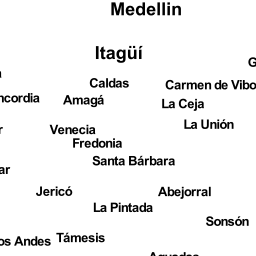 Medellin
Itagüí
G
Caldas
Carmen de Vibo
ncordia
Amagá
La Ceja
La Unión
Venecia
Fredonia
Santa Bárbara
ar
Jericó
Abejorral
La Pintada
Sonsón
os Andes
Támesis